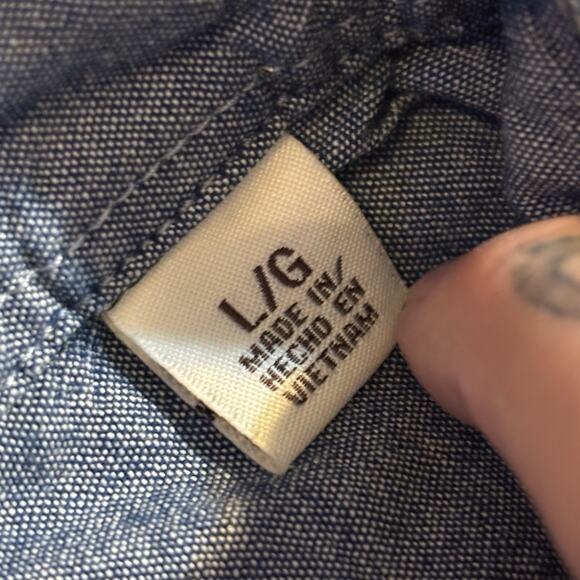 L/G
MADE IN/
HECHO EN
VIETNAM